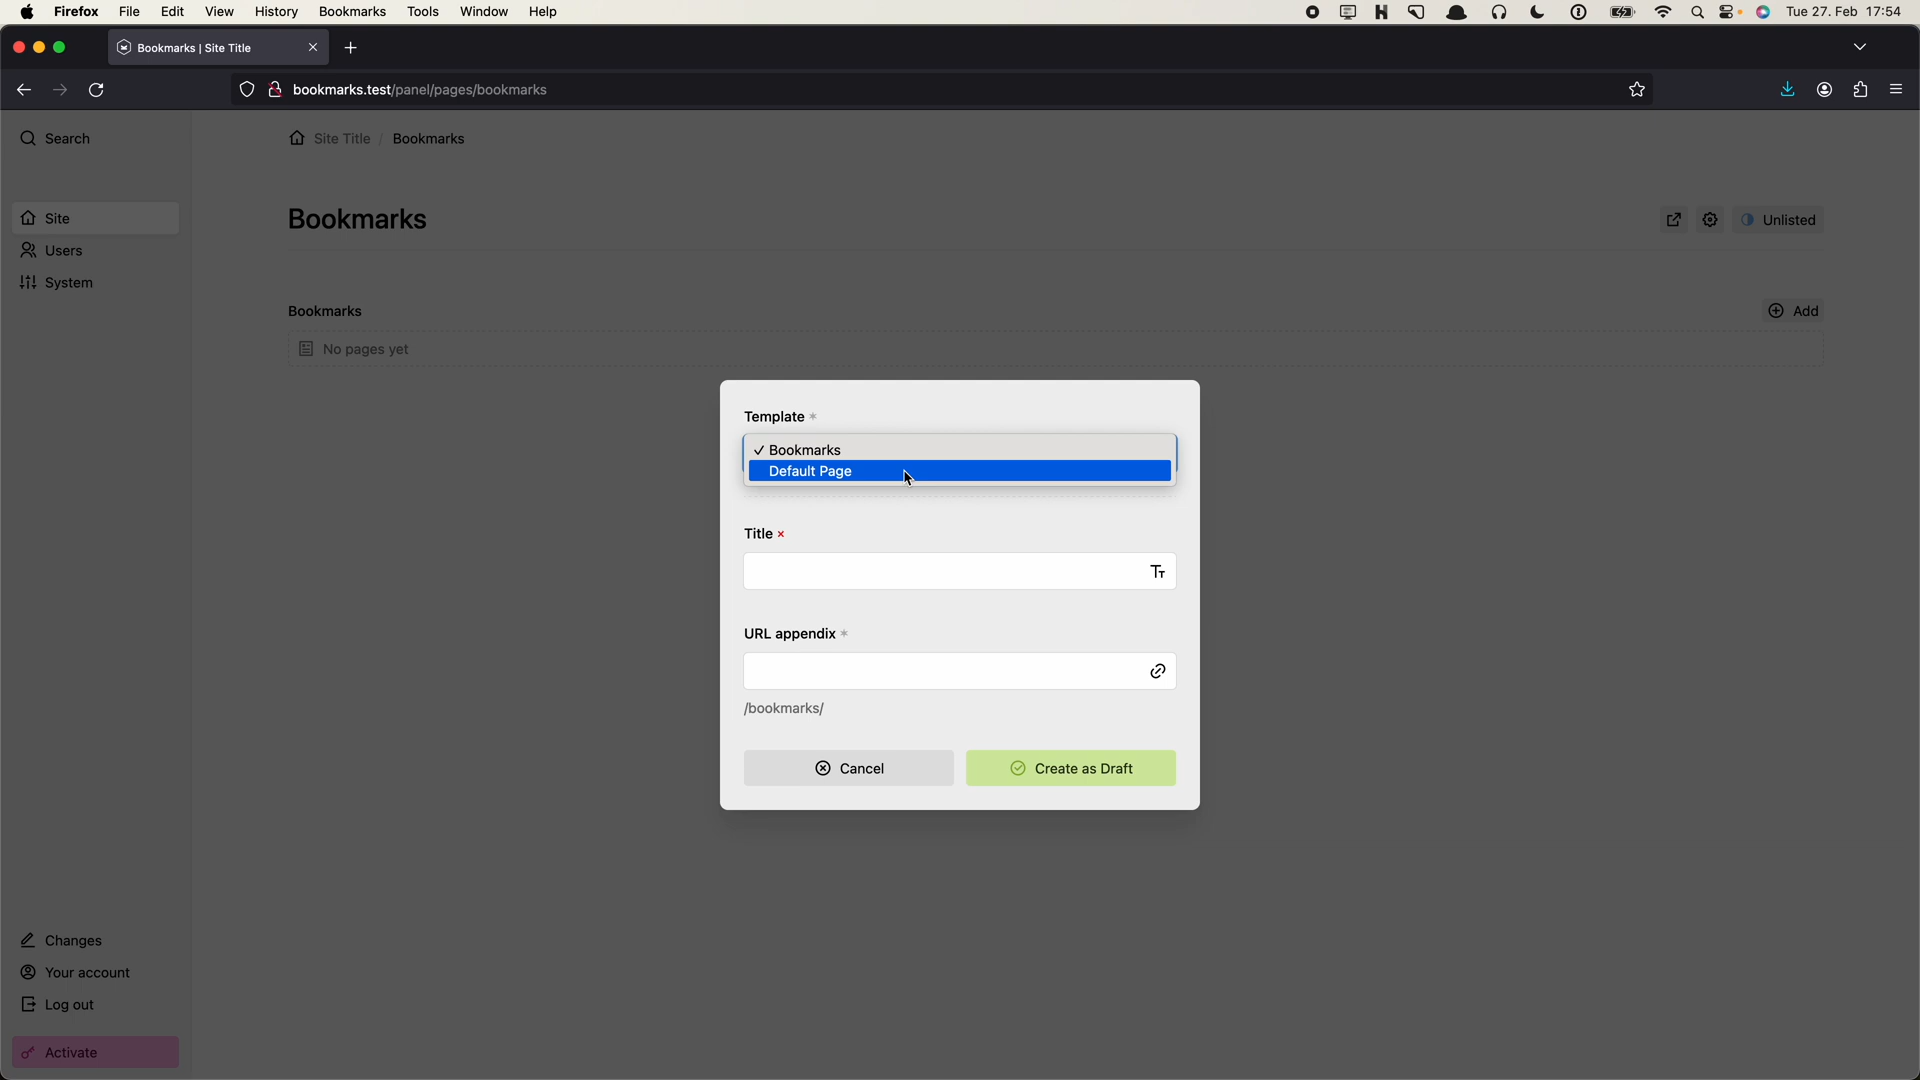 Firefox File Edit View History Bookmarks Tools Window Help Tue 27. Feb 17:54
Bookmarks | Site Title
bookmarks.test/panel/pages/bookmarks
Search
Site Title / Bookmarks
Site
Users
System
Bookmarks
Unlisted
Bookmarks
Add
No pages yet
Template *
✓ Bookmarks
Default Page
Title ×
URL appendix *
/bookmarks/
Cancel
Create as Draft
Changes
Your account
Log out
Activate